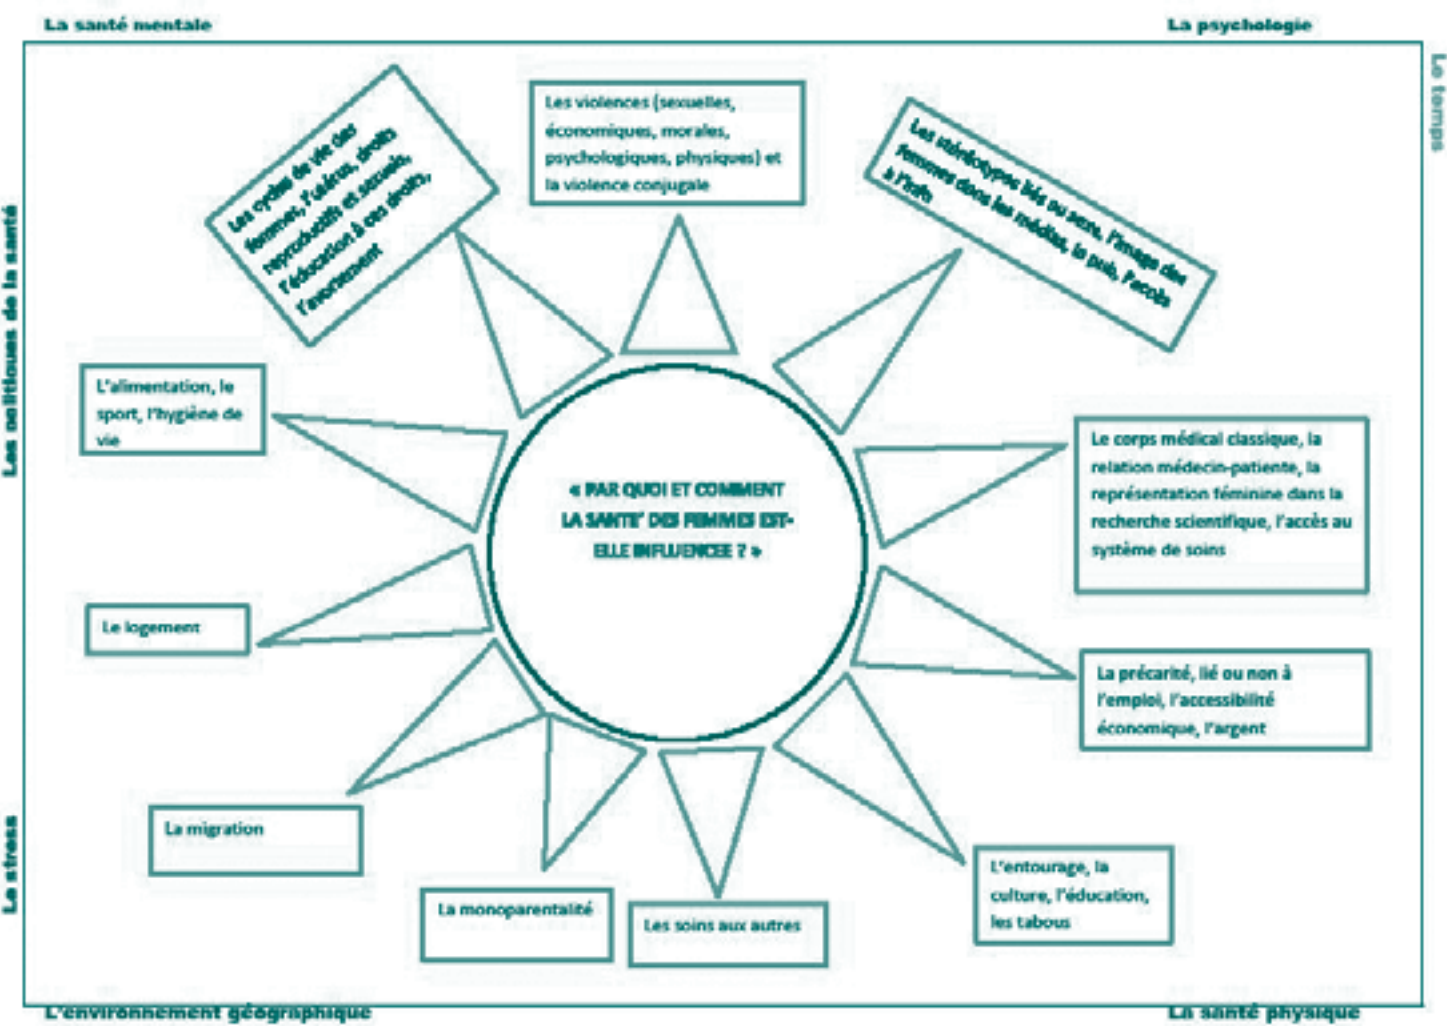 La santé mentale
La psychologie
Le temps
Les violences (sexuelles,
économiques, morales,
psychologiques, physiques) et
la violence conjugale
Les cycles de vie des
femmes, l'utérus, droits
reproductifs et sexuels,
l'éducation à ces droits,
l'avortement
Les stéréotypes liés au sexe, l'image des
femmes dans les médias, la pub, l'accès
à l'info
Les politiques de la santé
L'alimentation, le
sport, l'hygiène de
vie
Le corps médical classique, la
relation médecin-patiente, la
représentation féminine dans la
recherche scientifique, l'accès au
système de soins
« PAR QUOI ET COMMENT
LA SANTE' DES FEMMES EST-
ELLE INFLUENCEE ? »
Le logement
La précarité, lié ou non à
l'emploi, l'accessibilité
économique, l'argent
La migration
Le stress
La monoparentalité
Les soins aux autres
L'entourage, la
culture, l'éducation,
les tabous
L'environnement géographique
La santé physique